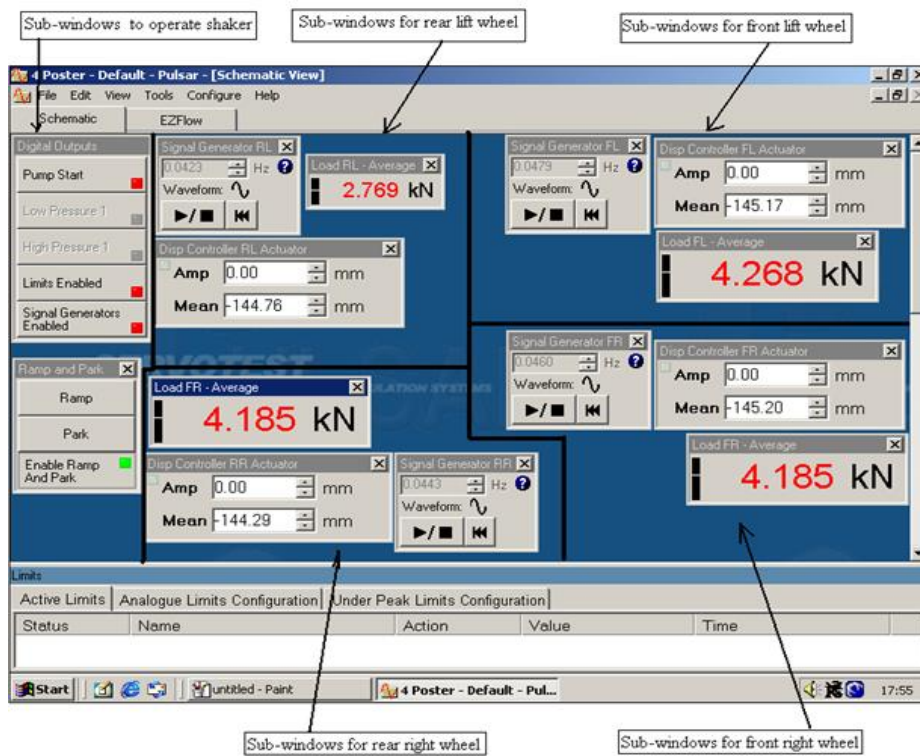 Sub-windows to operate shaker
Sub-windows for rear lift wheel
Sub-windows for front lift wheel
4 Poster - Default - Pulsar - [Schematic View]
File Edit View Tools Configure Help
Schematic EZFlow
Digital Outputs
Pump Start
Low Pressure 1
High Pressure 1
Limits Enabled
Signal Generators
Enabled
Signal Generator RL
0.0423 Hz
Waveform:
Load RL - Average
2.769 kN
Disp Controller RL Actuator
Amp 0.00 mm
Mean -144.76 mm
Signal Generator FL
0.0479 Hz
Waveform:
Disp Controller FL Actuator
Amp 0.00 mm
Mean -145.17 mm
Load FL - Average
4.268 kN
Ramp and Park
Ramp
Park
Enable Ramp
And Park
SERVOTEST
Load FR - Average
4.185 kN
Disp Controller RR Actuator
Amp 0.00 mm
Mean -144.29 mm
Signal Generator RR
0.0443 Hz
Waveform:
Signal Generator FR
0.0460 Hz
Waveform:
Disp Controller FR Actuator
Amp 0.00 mm
Mean -145.20 mm
Load FR - Average
4.185 kN
Limits
Active Limits Analogue Limits Configuration Under Peak Limits Configuration
Status Name Action Value Time
Start untitled - Paint 4 Poster - Default - Pul... 17:55
Sub-windows for rear right wheel
Sub-windows for front right wheel